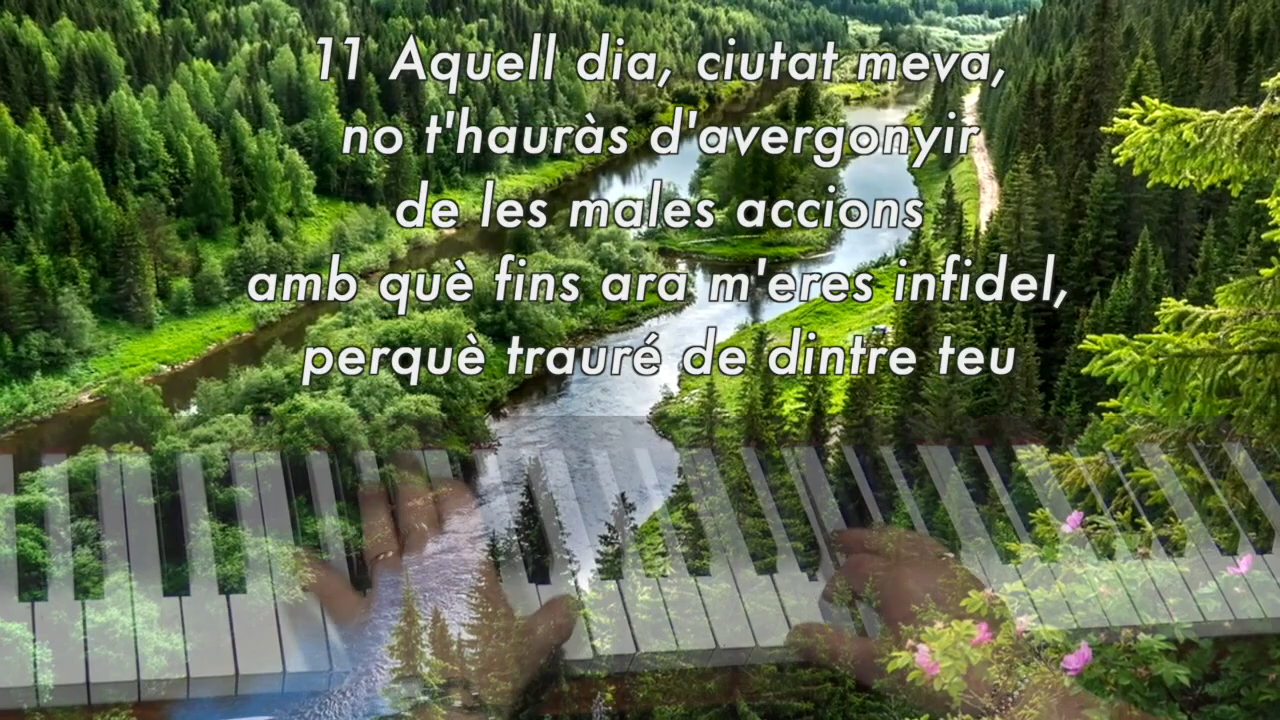 11 Aquell dia, ciutat meva,
no t'hauràs d'avergonyir
de les males accions
amb què fins ara m'eres infidel,
perquè trauré de dintre teu